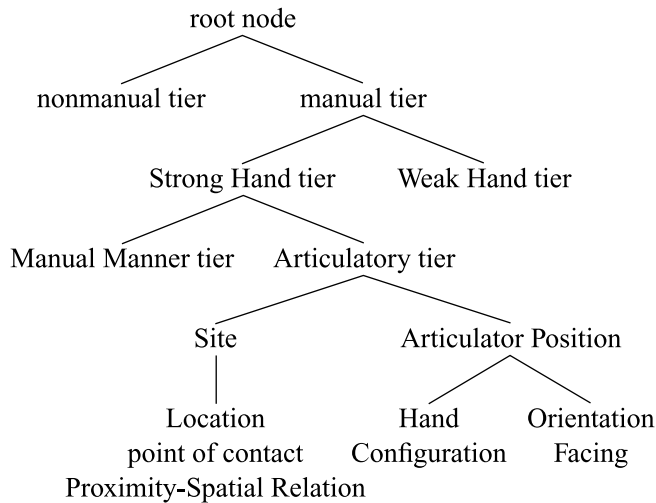 root node
nonmanual tier
manual tier
Strong Hand tier
Weak Hand tier
Manual Manner tier
Articulatory tier
Site
Articulator Position
Location
point of contact
Proximity-Spatial Relation
Hand
Configuration
Orientation
Facing